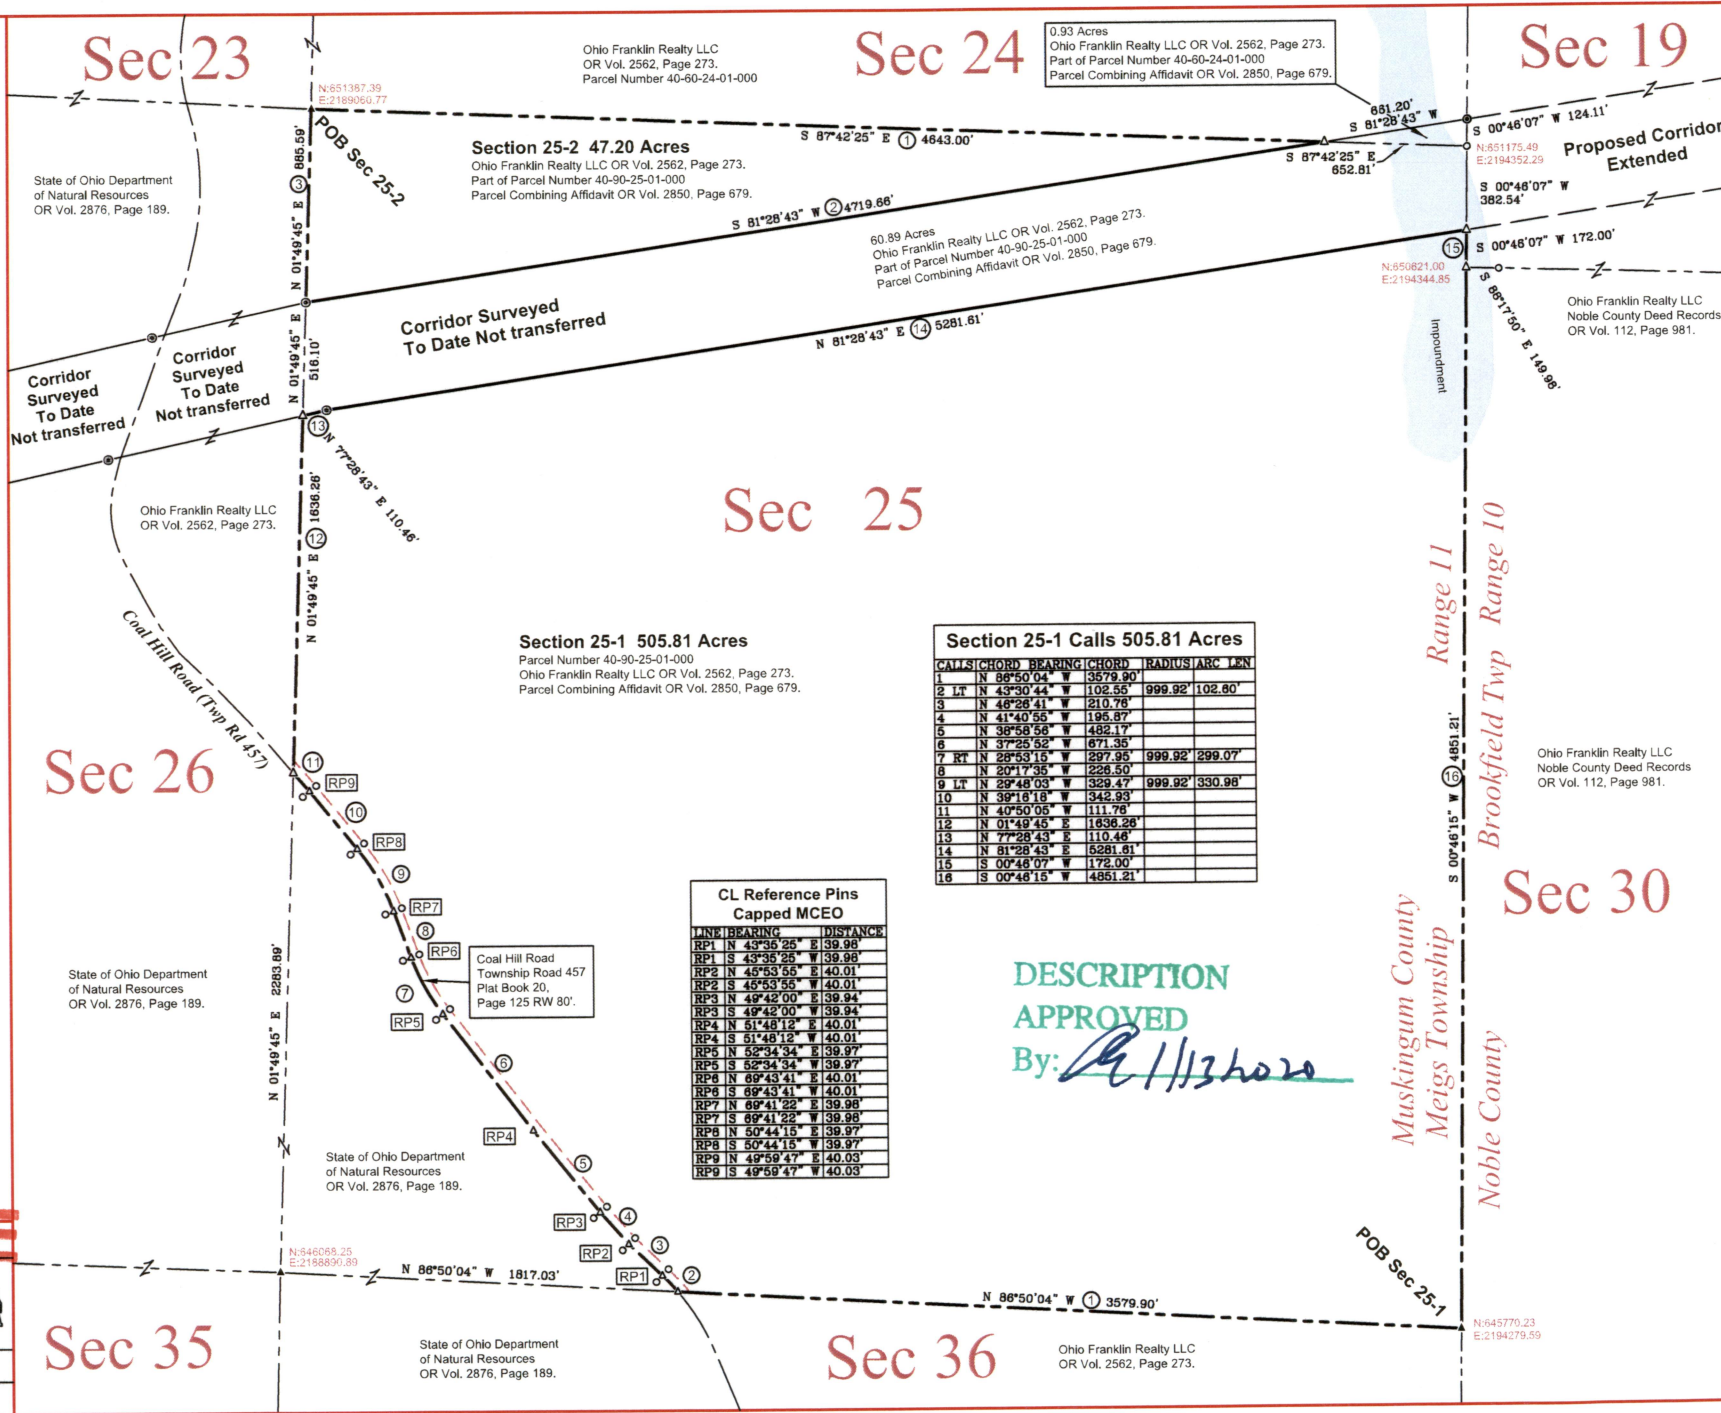 Sec 23
Ohio Franklin Realty LLC
OR Vol. 2562, Page 273.
Parcel Number 40-60-24-01-000
Sec 24
0.93 Acres
Ohio Franklin Realty LLC OR Vol. 2562, Page 273.
Part of Parcel Number 40-60-24-01-000
Parcel Combining Affidavit OR Vol. 2850, Page 679.
Sec 19
N:651367.39
E:2189060.77
POB Sec 25-2
N 01°49'45" E ③ 885.59'
S 87°42'25" E ① 4643.00'
681.20'
S 81°28'43" W
S 87°42'25" E
652.81'
S 00°46'07" W 124.11'
N:651175.49
E:2194352.29
Proposed Corridor
Extended
S 00°46'07" W
382.54'
State of Ohio Department
of Natural Resources
OR Vol. 2876, Page 189.
Section 25-2 47.20 Acres
Ohio Franklin Realty LLC OR Vol. 2562, Page 273.
Part of Parcel Number 40-90-25-01-000
Parcel Combining Affidavit OR Vol. 2850, Page 679.
S 81°28'43" W ② 4719.66'
60.89 Acres
Ohio Franklin Realty LLC OR Vol. 2562, Page 273.
Part of Parcel Number 40-90-25-01-000
Parcel Combining Affidavit OR Vol. 2850, Page 679.
⑮ S 00°46'07" W 172.00'
N:650621.00
E:2194344.85
S 86°17'50" E 149.98'
Ohio Franklin Realty LLC
Noble County Deed Records
OR Vol. 112, Page 981.
Impoundment
Corridor Surveyed
To Date Not transferred
N 81°28'43" E ⑭ 5281.61'
N 01°49'45" E
516.10'
Corridor
Surveyed
To Date
Not transferred
Corridor
Surveyed
To Date
Not transferred
⑬ N 77°28'43" E 110.46'
Ohio Franklin Realty LLC
OR Vol. 2562, Page 273.
N 01°49'45" E ⑫ 1636.26'
Sec 25
Range 11
Brookfield Twp Range 10
Coal Hill Road (Twp Rd 457)
Section 25-1 505.81 Acres
Parcel Number 40-90-25-01-000
Ohio Franklin Realty LLC OR Vol. 2562, Page 273.
Parcel Combining Affidavit OR Vol. 2850, Page 679.
Section 25-1 Calls 505.81 Acres
CALLS CHORD BEARING CHORD RADIUS ARC LEN
1 N 86°50'04" W 3579.90'
2 LT N 43°30'44" W 102.55' 999.92' 102.60'
3 N 46°26'41" W 210.76'
4 N 41°40'55" W 195.87'
5 N 38°58'56" W 482.17'
6 N 37°25'52" W 671.35'
7 RT N 28°53'15" W 297.95' 999.92' 299.07'
8 N 20°17'35" W 226.50'
9 LT N 29°48'03" W 329.47' 999.92' 330.98'
10 N 39°16'18" W 342.93'
11 N 40°50'05" W 111.76'
12 N 01°49'45" E 1636.26'
13 N 77°28'43" E 110.46'
14 N 81°28'43" E 5281.61'
15 S 00°46'07" W 172.00'
16 S 00°46'15" W 4851.21'
Sec 26
⑪
RP9
⑩
RP8
⑨
RP7
⑧
RP6
⑦
RP5
Coal Hill Road
Township Road 457
Plat Book 20,
Page 125 RW 80'.
S 00°46'15" W ⑯ 4851.21'
Ohio Franklin Realty LLC
Noble County Deed Records
OR Vol. 112, Page 981.
Sec 30
CL Reference Pins
Capped MCEO
LINE BEARING DISTANCE
RP1 N 43°35'25" E 39.98'
RP1 S 43°35'25" W 39.98'
RP2 N 45°53'55" E 40.01'
RP2 S 45°53'55" W 40.01'
RP3 N 49°42'00" E 39.94'
RP3 S 49°42'00" W 39.94'
RP4 N 51°48'12" E 40.01'
RP4 S 51°48'12" W 40.01'
RP5 N 52°34'34" E 39.97'
RP5 S 52°34'34" W 39.97'
RP6 N 69°43'41" E 40.01'
RP6 S 69°43'41" W 40.01'
RP7 N 69°41'22" E 39.98'
RP7 S 69°41'22" W 39.98'
RP8 N 50°44'15" E 39.97'
RP8 S 50°44'15" W 39.97'
RP9 N 49°59'47" E 40.03'
RP9 S 49°59'47" W 40.03'
State of Ohio Department
of Natural Resources
OR Vol. 2876, Page 189.
N 01°49'45" E 2283.89'
DESCRIPTION
APPROVED
By: 1/13/2020
Muskingum County
Meigs Township
Noble County
⑥
RP4
⑤
State of Ohio Department
of Natural Resources
OR Vol. 2876, Page 189.
RP3
④
RP2
③
RP1
②
N:646068.25
E:2188890.89
N 86°50'04" W 1817.03'
N 86°50'04" W ① 3579.90'
POB Sec 25-1
N:645770.23
E:2194279.59
Sec 35
State of Ohio Department
of Natural Resources
OR Vol. 2876, Page 189.
Sec 36
Ohio Franklin Realty LLC
OR Vol. 2562, Page 273.